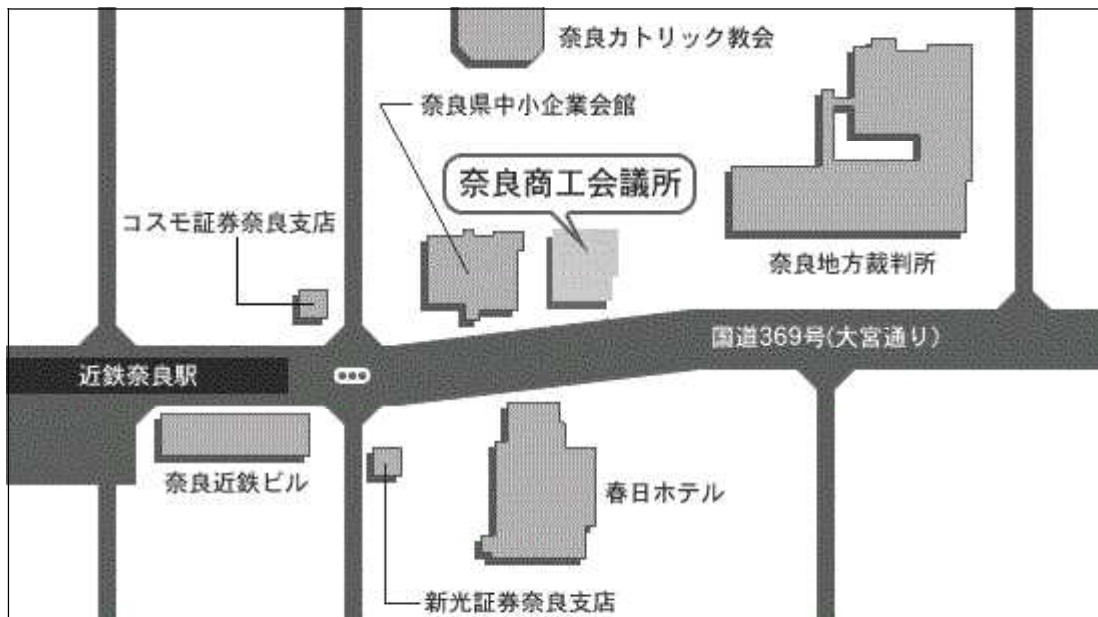 奈良カトリック教会
奈良県中小企業会館
奈良商工会議所
コスモ証券奈良支店
奈良地方裁判所
国道369号(大宮通り)
近鉄奈良駅
奈良近鉄ビル
春日ホテル
新光証券奈良支店